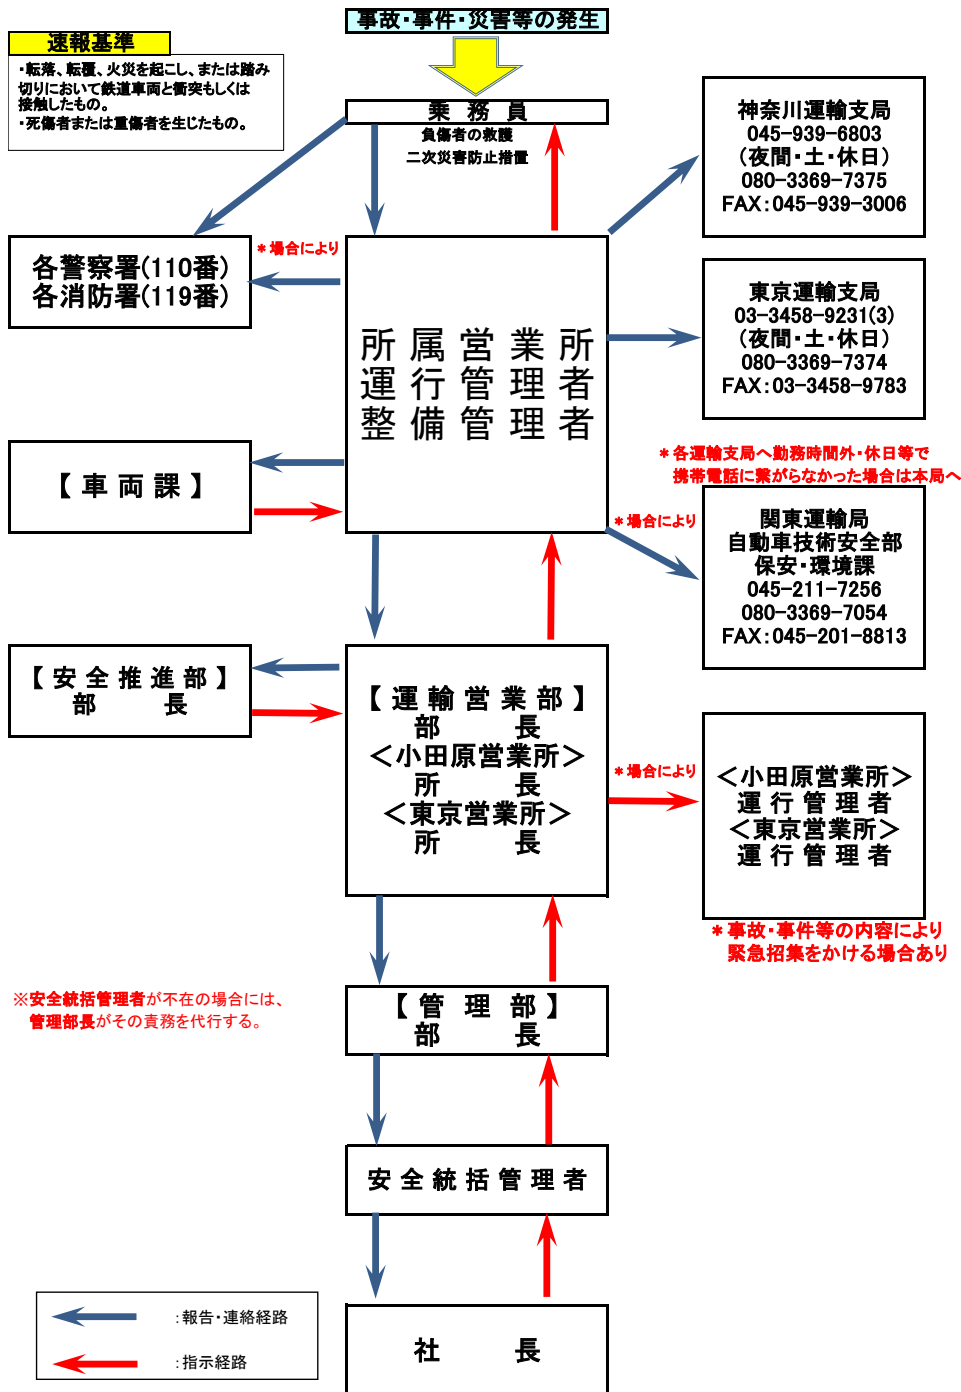 事故・事件・災害等の発生
速報基準
・転落、転覆、火災を起こし、または踏み
切りにおいて鉄道車両と衝突もしくは
接触したもの。
・死傷者または重傷者を生じたもの。
乗務員
負傷者の救護
二次災害防止措置
神奈川運輸支局
045-939-6803
（夜間・土・休日）
080-3369-7375
FAX：045-939-3006
各警察署(110番)
各消防署(119番)
＊場合により
所属営業所
運行管理者
整備管理者
東京運輸支局
03-3458-9231(3)
（夜間・土・休日）
080-3369-7374
FAX：03-3458-9783
【車両課】
＊各運輸支局へ勤務時間外・休日等で
携帯電話に繋がらなかった場合は本局へ
＊場合により
関東運輸局
自動車技術安全部
保安・環境課
045-211-7256
080-3369-7054
FAX：045-201-8813
【安全推進部】
部長
【運輸営業部】
部長
＜小田原営業所＞
所長
＜東京営業所＞
所長
＊場合により
＜小田原営業所＞
運行管理者
＜東京営業所＞
運行管理者
＊事故・事件等の内容により
緊急招集をかける場合あり
※安全統括管理者が不在の場合には、
管理部長がその責務を代行する。
【管理部】
部長
安全統括管理者
：報告・連絡経路
：指示経路
社長